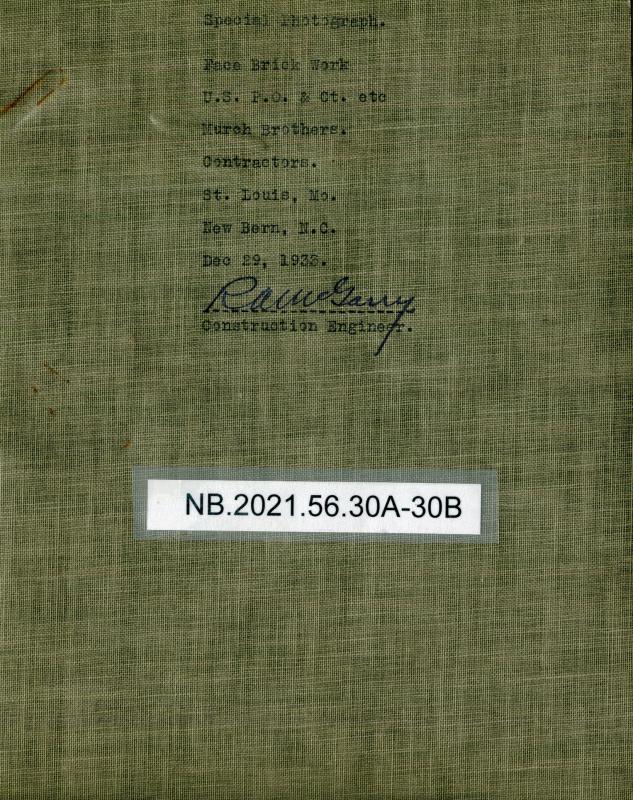 Special Photograph.
Face Brick Work
U.S. P.O. & Ct. etc
Murch Brothers.
Contractors.
St. Louis, Mo.
New Bern, N.C.
Dec 29, 1933.
RAMcGarry
Construction Engineer.
NB.2021.56.30A-30B